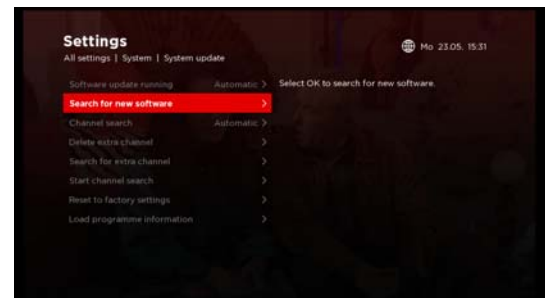 Settings
Mo 23.05. 15:31
All settings | System | System update
Software update running Automatic >
Select OK to search for new software.
Search for new software >
Channel search Automatic >
Delete extra channel >
Search for extra channel >
Start channel search >
Reset to factory settings >
Load programme information >